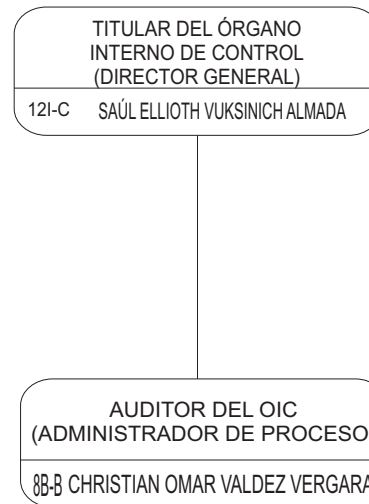 TITULAR DEL ÓRGANO
INTERNO DE CONTROL
(DIRECTOR GENERAL)
12I-C SAÚL ELLIOTH VUKSINICH ALMADA
AUDITOR DEL OIC
(ADMINISTRADOR DE PROCESO
8B-B CHRISTIAN OMAR VALDEZ VERGARA